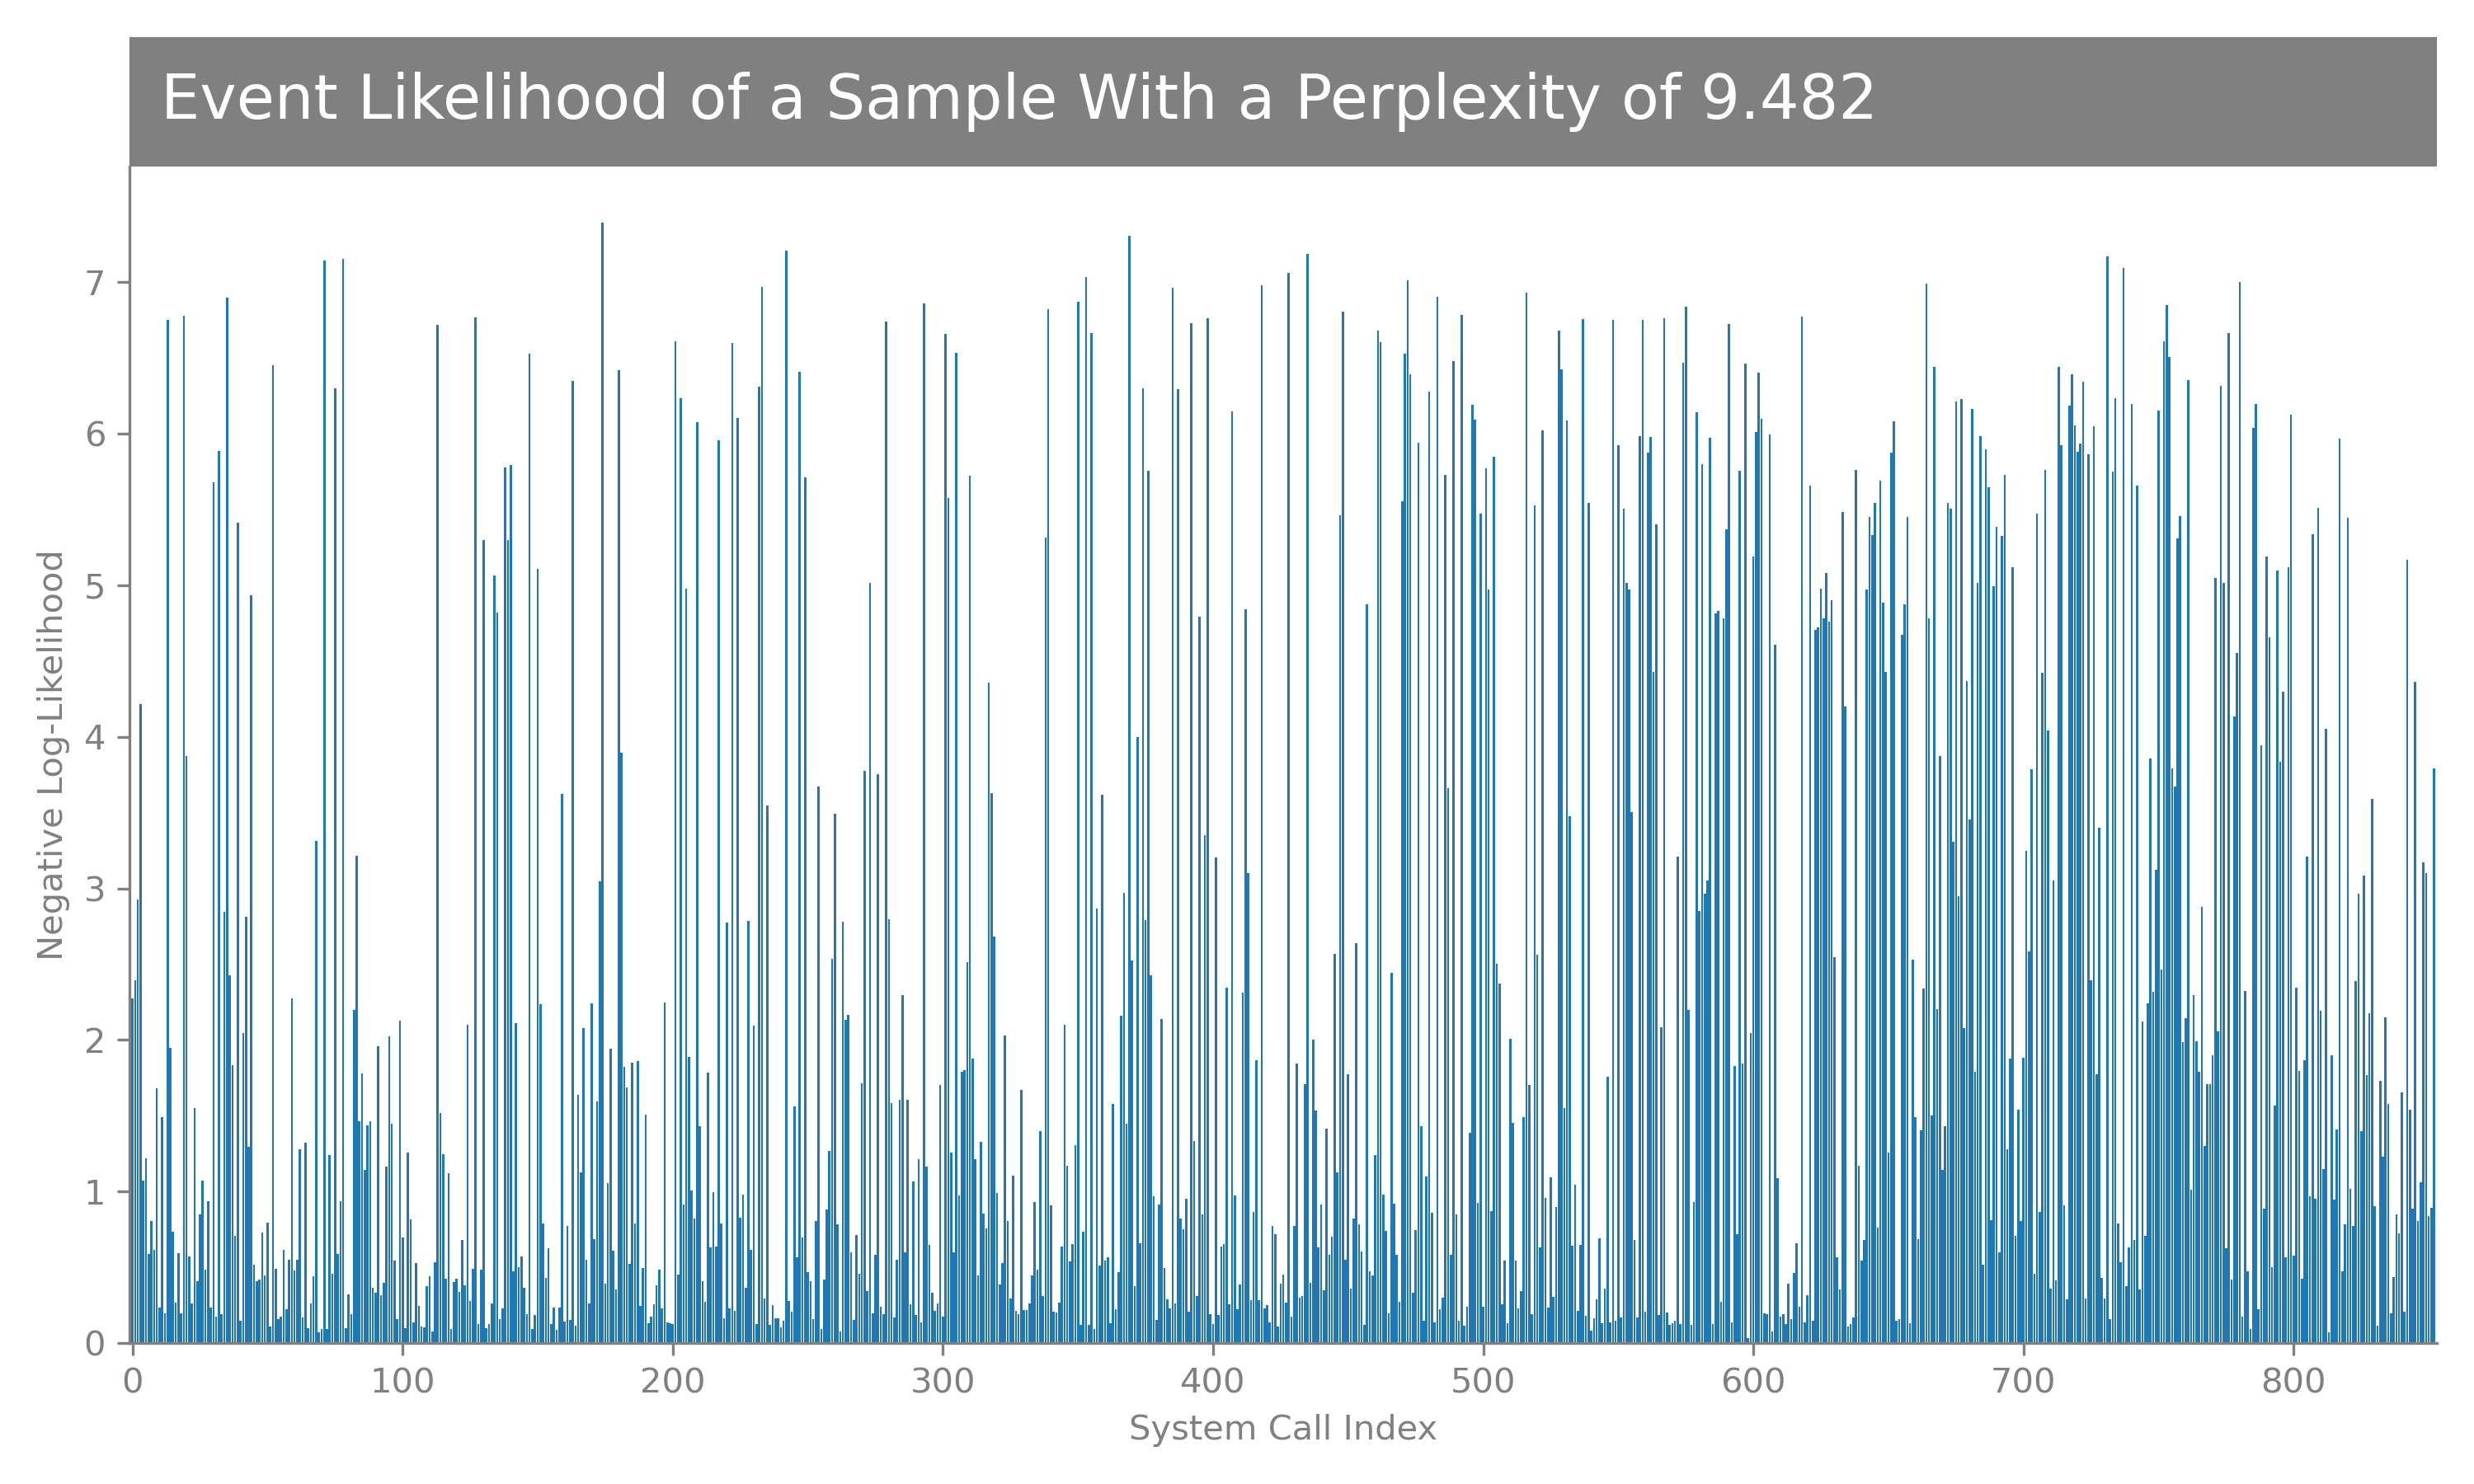 Event Likelihood of a Sample With a Perplexity of 9.482
Negative Log-Likelihood
7
6
5
4
3
2
1
0
0 100 200 300 400 500 600 700 800
System Call Index